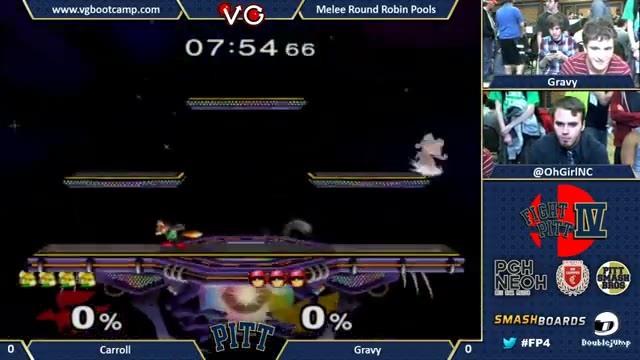 www.vgbootcamp.com
VG
Melee Round Robin Pools
07:54 66
Gravy
@OhGirlNC
FIGHT
PITT
IV
PGH
NEOH
PITT
SMASH
BROS
SMASHBOARDS
DoubleJump
#FP4
0%
0%
0
Carroll
PITT
Gravy
0